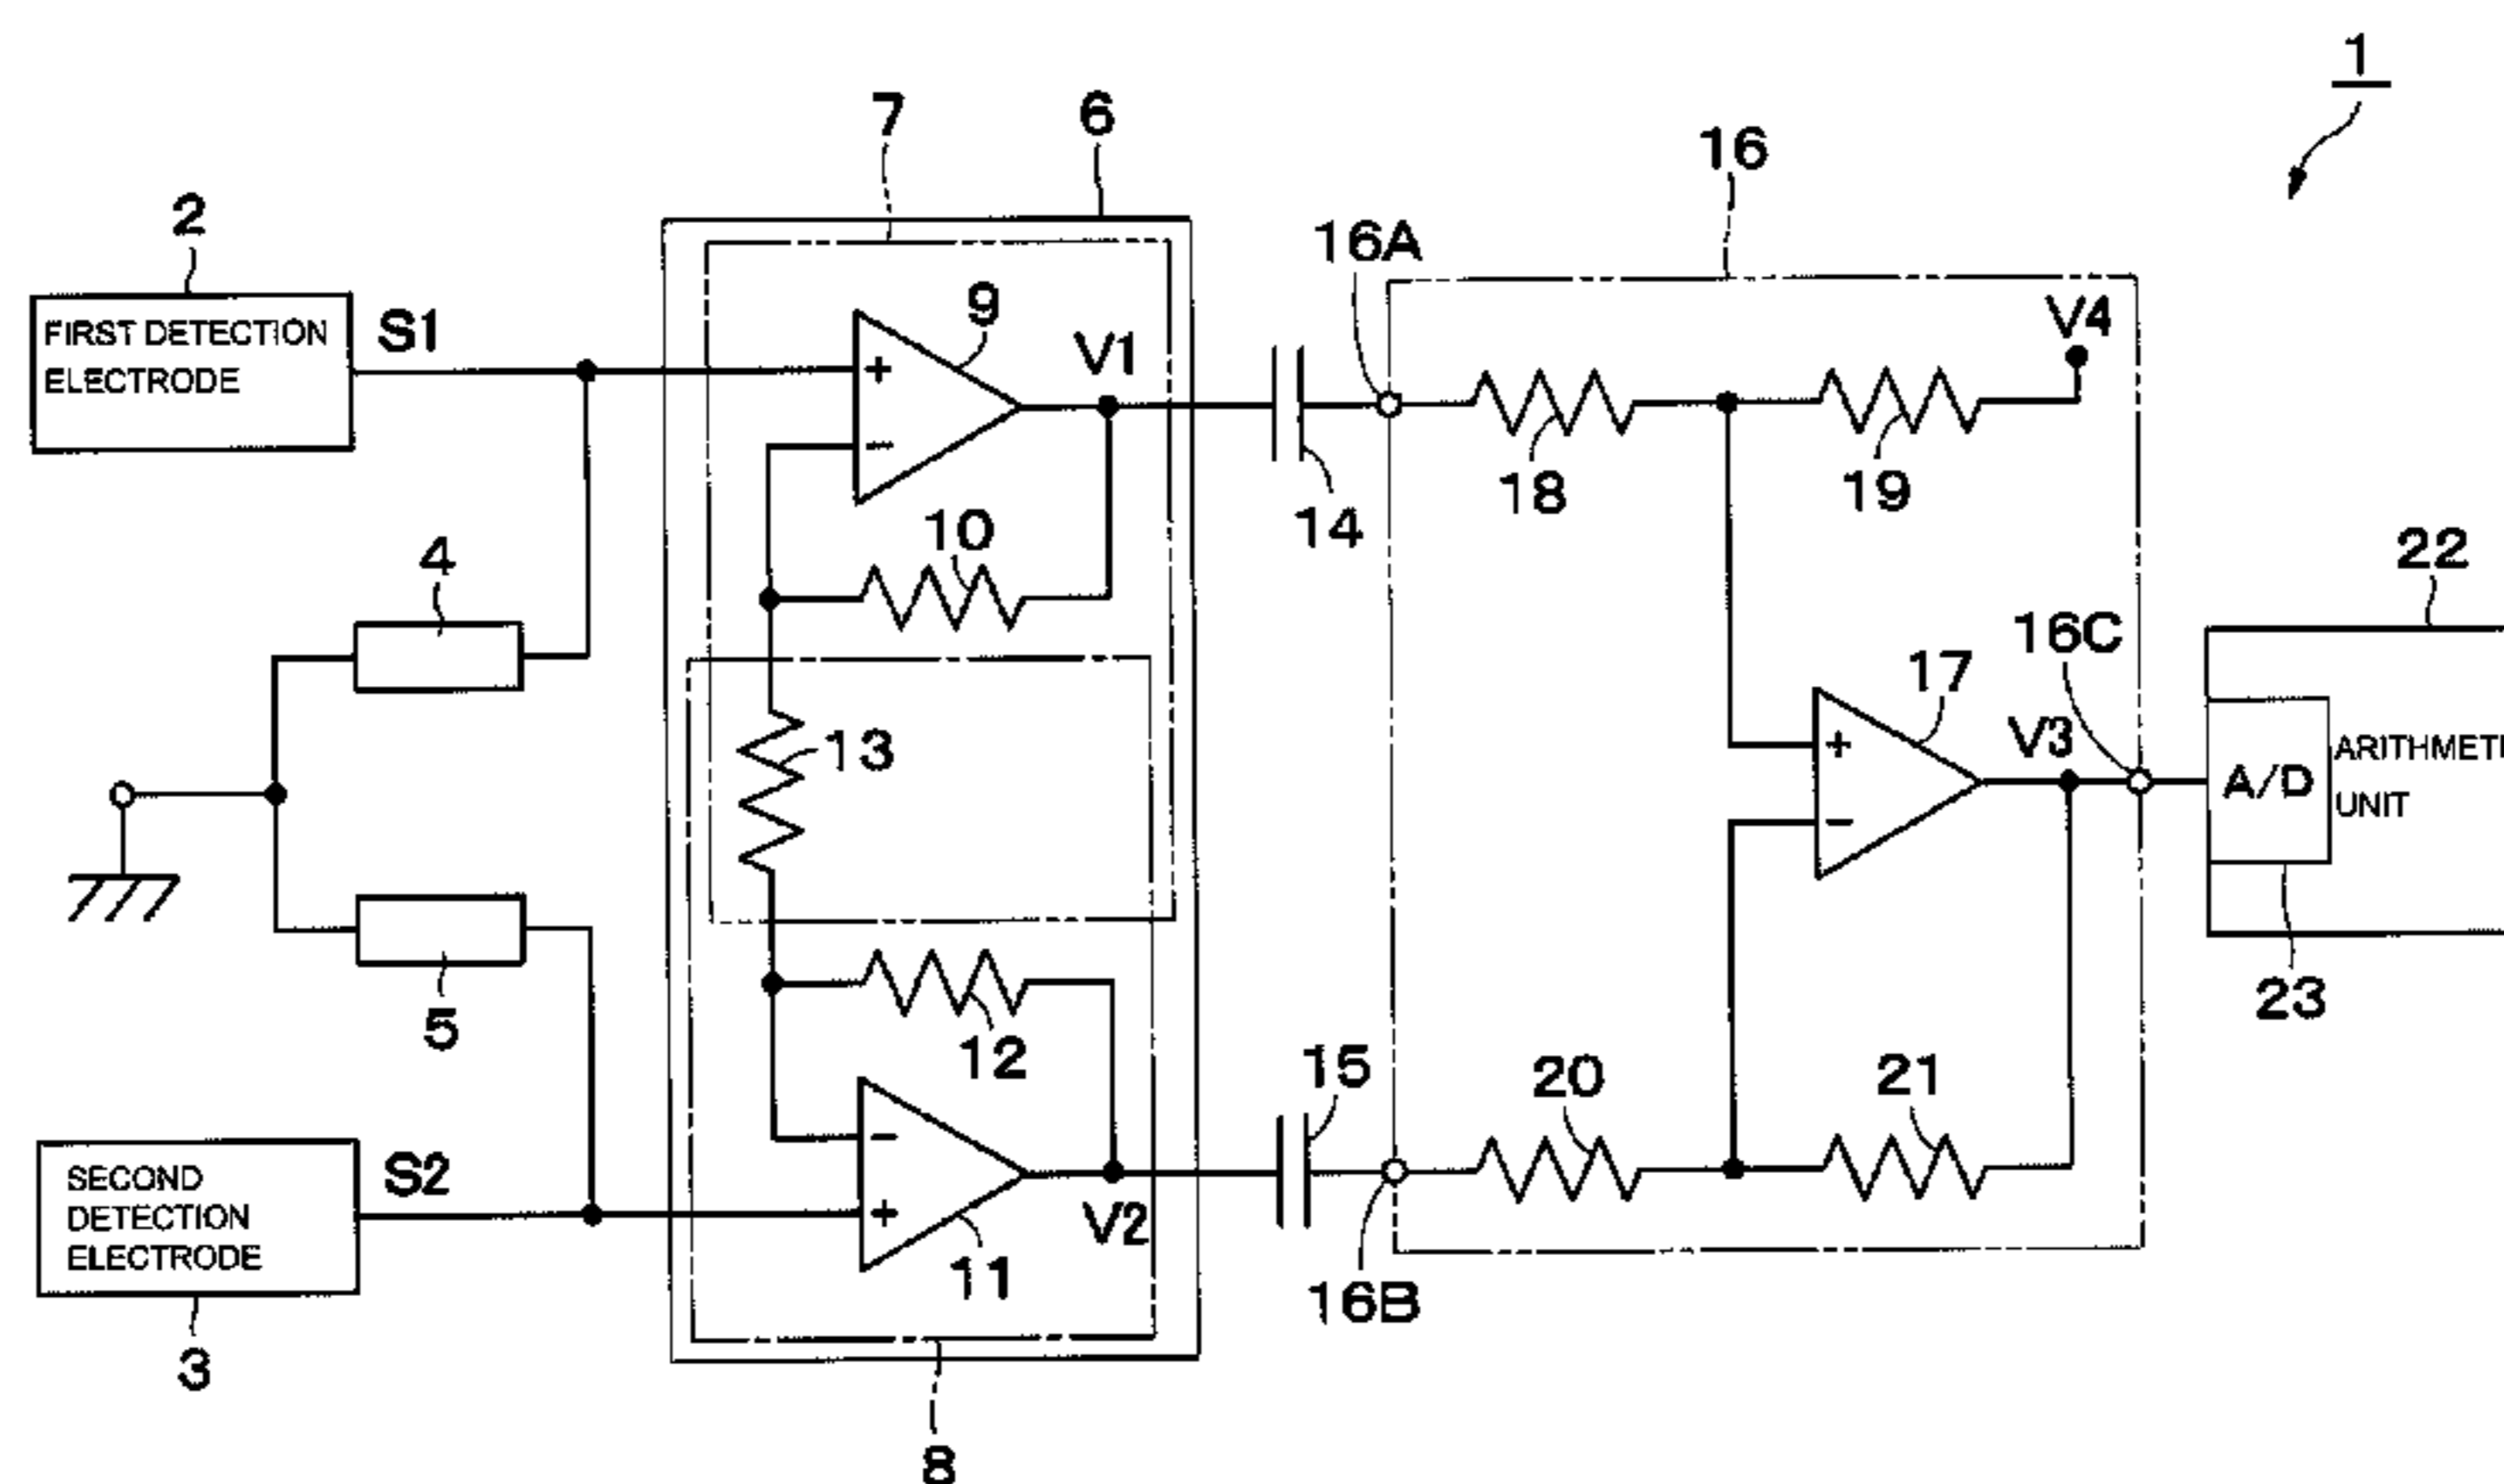 1
7
6
16
2
16A
9
V4
FIRST DETECTION
ELECTRODE
S1
V1
+
−
18
19
14
10
4
22
16C
17
V3
13
+
−
A/D
ARITHMETI
UNIT
5
23
12
15
20
21
SECOND
DETECTION
ELECTRODE
S2
−
+
V2
11
16B
3
8